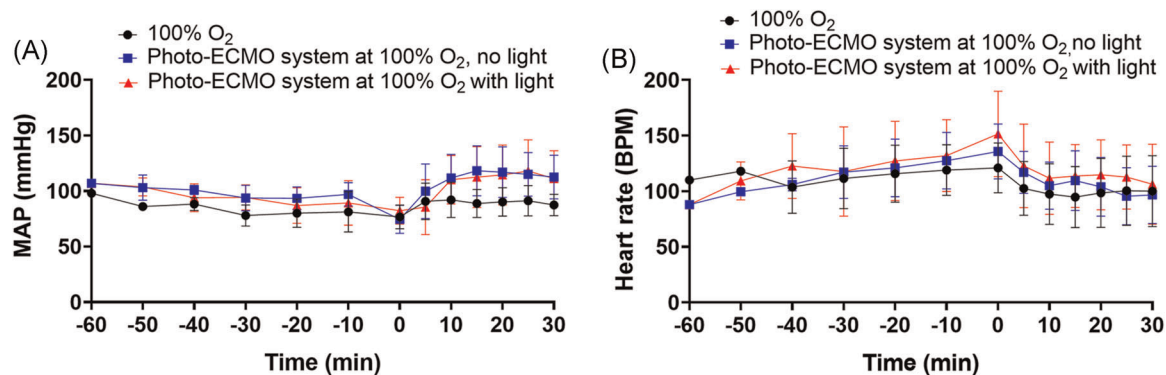 (A)
100% O2
Photo-ECMO system at 100% O2, no light
Photo-ECMO system at 100% O2 with light
MAP (mmHg)
200
150
100
50
0
-60 -50 -40 -30 -20 -10 0 10 20 30
Time (min)
(B)
100% O2
Photo-ECMO system at 100% O2, no light
Photo-ECMO system at 100% O2 with light
Heart rate (BPM)
200
150
100
50
0
-60 -50 -40 -30 -20 -10 0 10 20 30
Time (min)